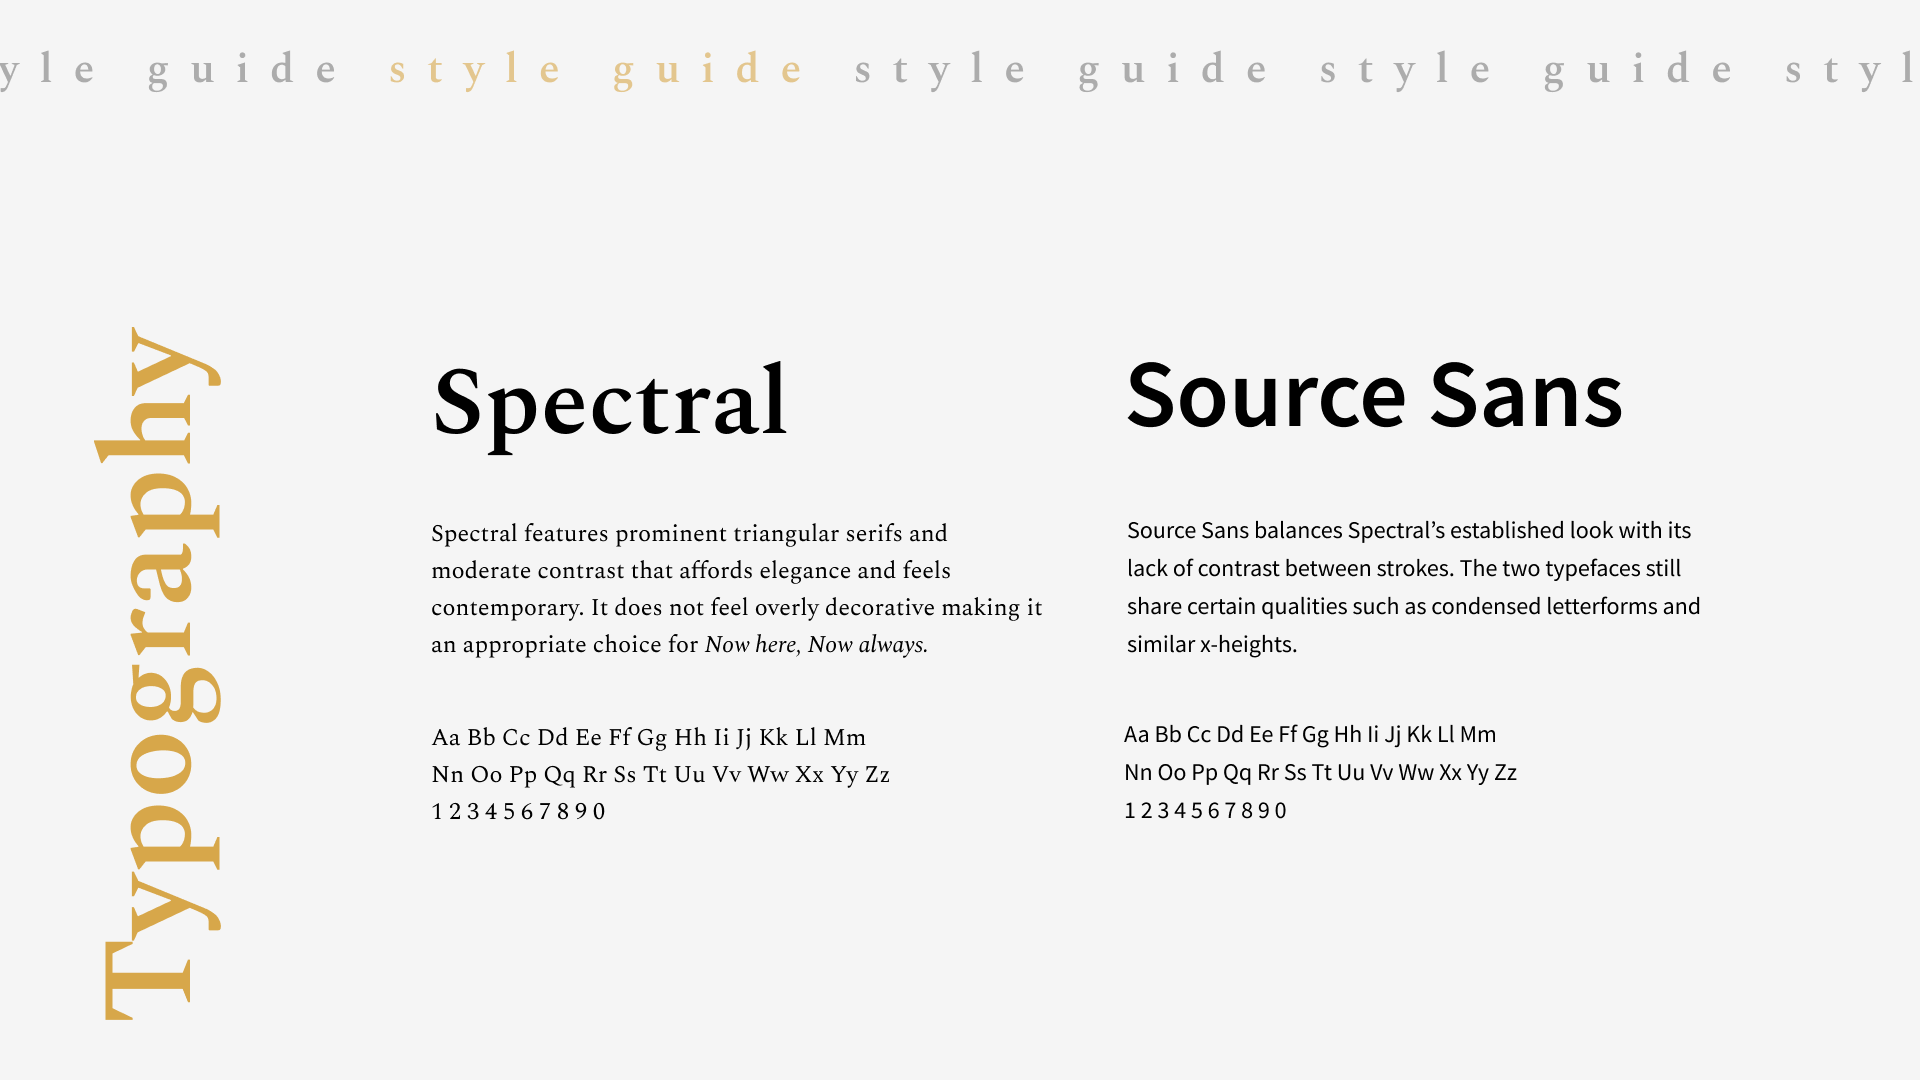 yle guide style guide style guide style guide styl
Typography
Spectral
Spectral features prominent triangular serifs and
moderate contrast that affords elegance and feels
contemporary. It does not feel overly decorative making it
an appropriate choice for Now here, Now always.
Aa Bb Cc Dd Ee Ff Gg Hh Ii Jj Kk Ll Mm
Nn Oo Pp Qq Rr Ss Tt Uu Vv Ww Xx Yy Zz
1 2 3 4 5 6 7 8 9 0
Source Sans
Source Sans balances Spectral’s established look with its
lack of contrast between strokes. The two typefaces still
share certain qualities such as condensed letterforms and
similar x-heights.
Aa Bb Cc Dd Ee Ff Gg Hh Ii Jj Kk Ll Mm
Nn Oo Pp Qq Rr Ss Tt Uu Vv Ww Xx Yy Zz
1 2 3 4 5 6 7 8 9 0